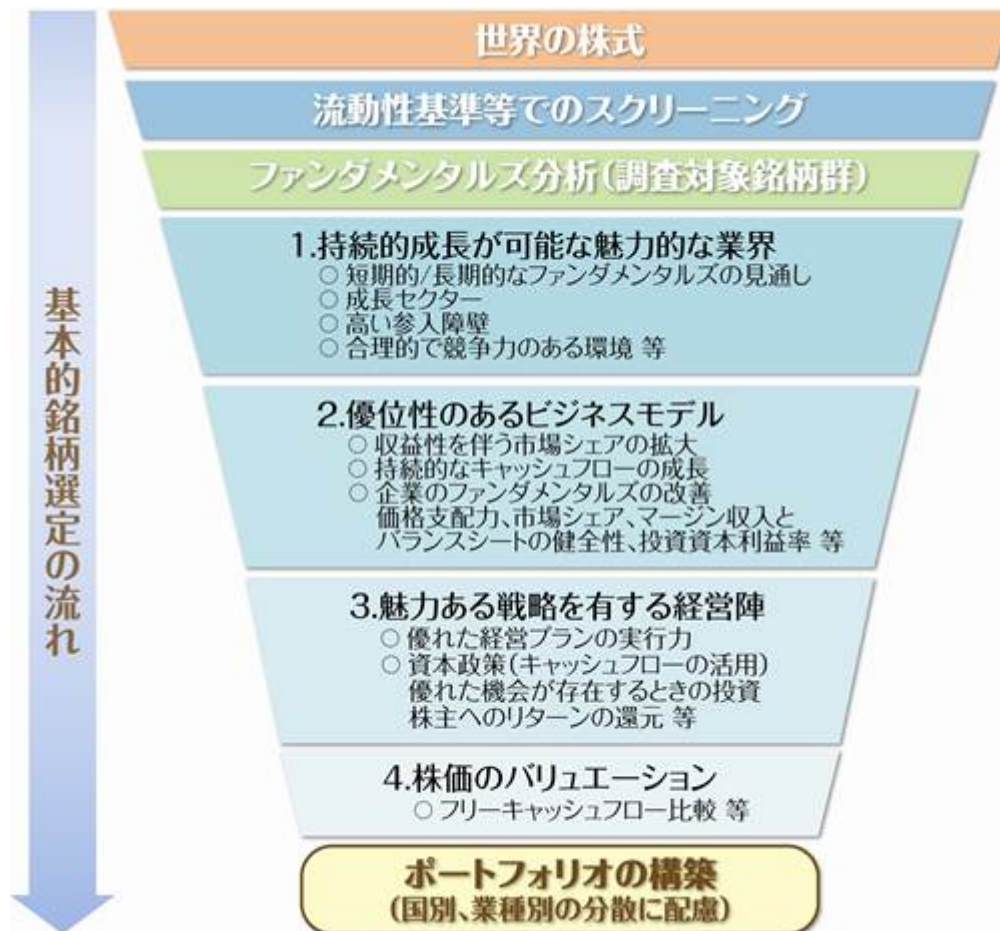 世界の株式
流動性基準等でのスクリーニング
ファンダメンタルズ分析(調査対象銘柄群)
基本的銘柄選定の流れ
1.持続的成長が可能な魅力的な業界
○ 短期的/長期的なファンダメンタルズの見通し
○ 成長セクター
○ 高い参入障壁
○ 合理的で競争力のある環境 等
2.優位性のあるビジネスモデル
○ 収益性を伴う市場シェアの拡大
○ 持続的なキャッシュフローの成長
○ 企業のファンダメンタルズの改善
価格支配力、市場シェア、マージン収入と
バランスシートの健全性、投資資本利益率 等
3.魅力ある戦略を有する経営陣
○ 優れた経営プランの実行力
○ 資本政策(キャッシュフローの活用)
優れた機会が存在するときの投資
株主へのリターンの還元 等
4.株価のバリュエーション
○ フリーキャッシュフロー比較 等
ポートフォリオの構築
(国別、業種別の分散に配慮)